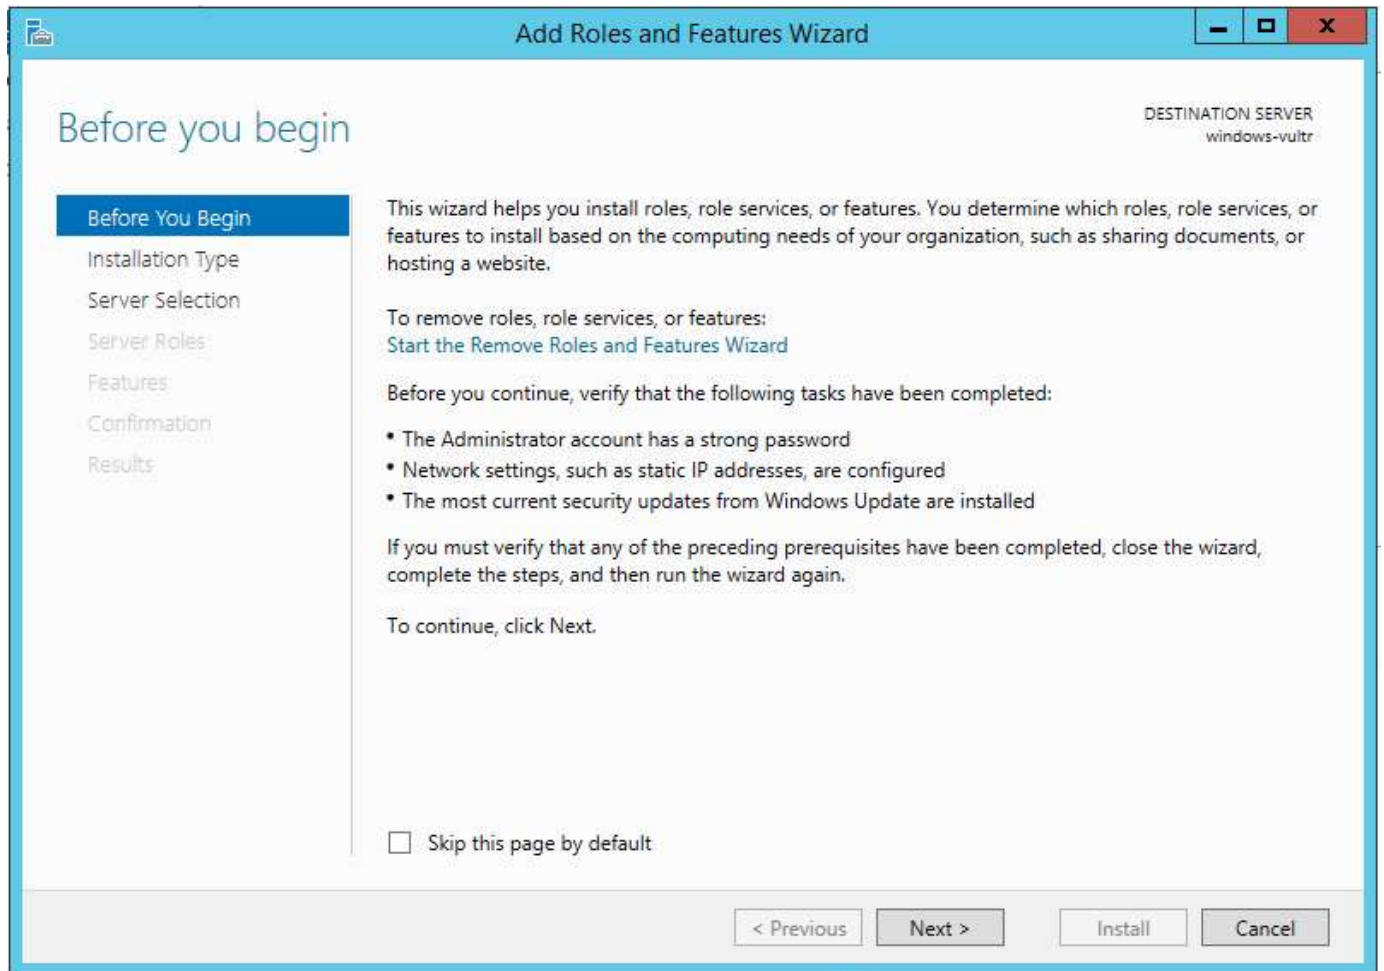 Add Roles and Features Wizard
Before you begin
DESTINATION SERVER
windows-vultr
Before You Begin
Installation Type
Server Selection
Server Roles
Features
Confirmation
Results
This wizard helps you install roles, role services, or features. You determine which roles, role services, or
features to install based on the computing needs of your organization, such as sharing documents, or
hosting a website.
To remove roles, role services, or features:
Start the Remove Roles and Features Wizard
Before you continue, verify that the following tasks have been completed:
• The Administrator account has a strong password
• Network settings, such as static IP addresses, are configured
• The most current security updates from Windows Update are installed
If you must verify that any of the preceding prerequisites have been completed, close the wizard,
complete the steps, and then run the wizard again.
To continue, click Next.
Skip this page by default
< Previous
Next >
Install
Cancel